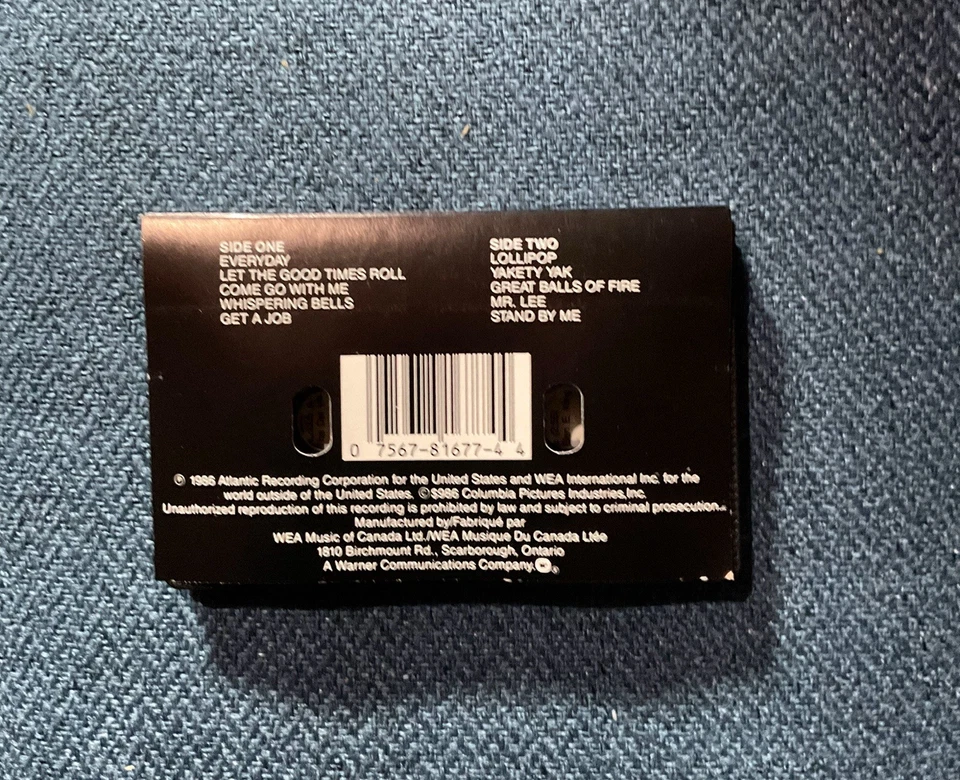 SIDE ONE
EVERYDAY
LET THE GOOD TIMES ROLL
COME GO WITH ME
WHISPERING BELLS
GET A JOB
SIDE TWO
LOLLIPOP
YAKETY YAK
GREAT BALLS OF FIRE
MR. LEE
STAND BY ME
0 7567-81677-4 4
℗ 1986 Atlantic Recording Corporation for the United States and WEA International Inc. for the
world outside of the United States. ©$986 Columbia Pictures Industries,Inc.
Unauthorized reproduction of this recording is prohibited by law and subject to criminal prosecution.
Manufactured by/Fabriqué par
WEA Music of Canada Ltd./WEA Musique Du Canada Ltée
1810 Birchmount Rd., Scarborough, Ontario
A Warner Communications Company.